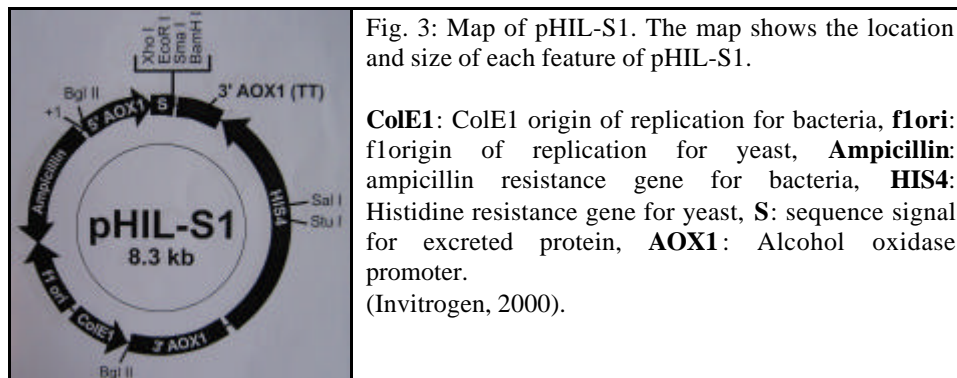 Xho I
EcoR I
Sma I
BamH I
Bgl II
+1
5' AOX1
S
3' AOX1 (TT)
Ampicillin
HIS4
Sal I
Stu I
pHIL-S1
8.3 kb
f1 ori
ColE1
3' AOX1
Bgl II
Fig. 3: Map of pHIL-S1. The map shows the location
and size of each feature of pHIL-S1.
ColE1: ColE1 origin of replication for bacteria, f1ori:
f1origin of replication for yeast, Ampicillin:
ampicillin resistance gene for bacteria, HIS4:
Histidine resistance gene for yeast, S: sequence signal
for excreted protein, AOX1: Alcohol oxidase
promoter.
(Invitrogen, 2000).